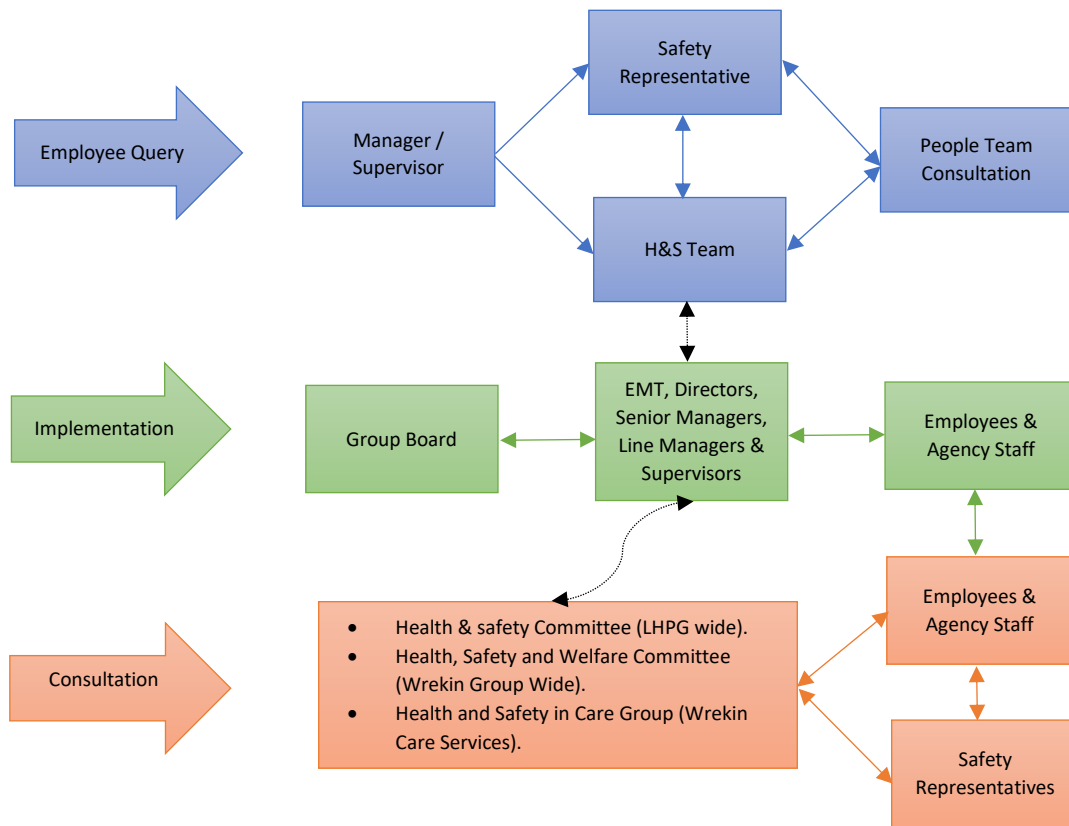 Safety
Representative
Employee Query
Manager /
Supervisor
People Team
Consultation
H&S Team
Implementation
Group Board
EMT, Directors,
Senior Managers,
Line Managers &
Supervisors
Employees &
Agency Staff
Consultation
• Health & safety Committee (LHPG wide).
• Health, Safety and Welfare Committee
(Wrekin Group Wide).
• Health and Safety in Care Group (Wrekin
Care Services).
Employees &
Agency Staff
Safety
Representatives